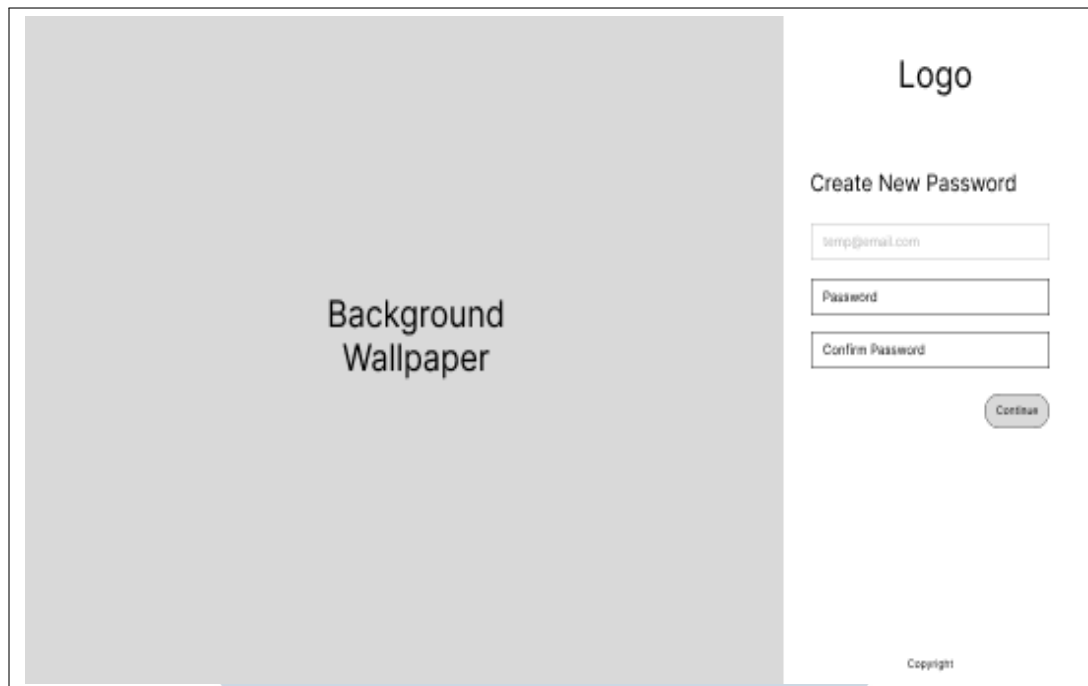 Background
Wallpaper
Logo
Create New Password
temp@email.com
Password
Confirm Password
Continue
Copyright